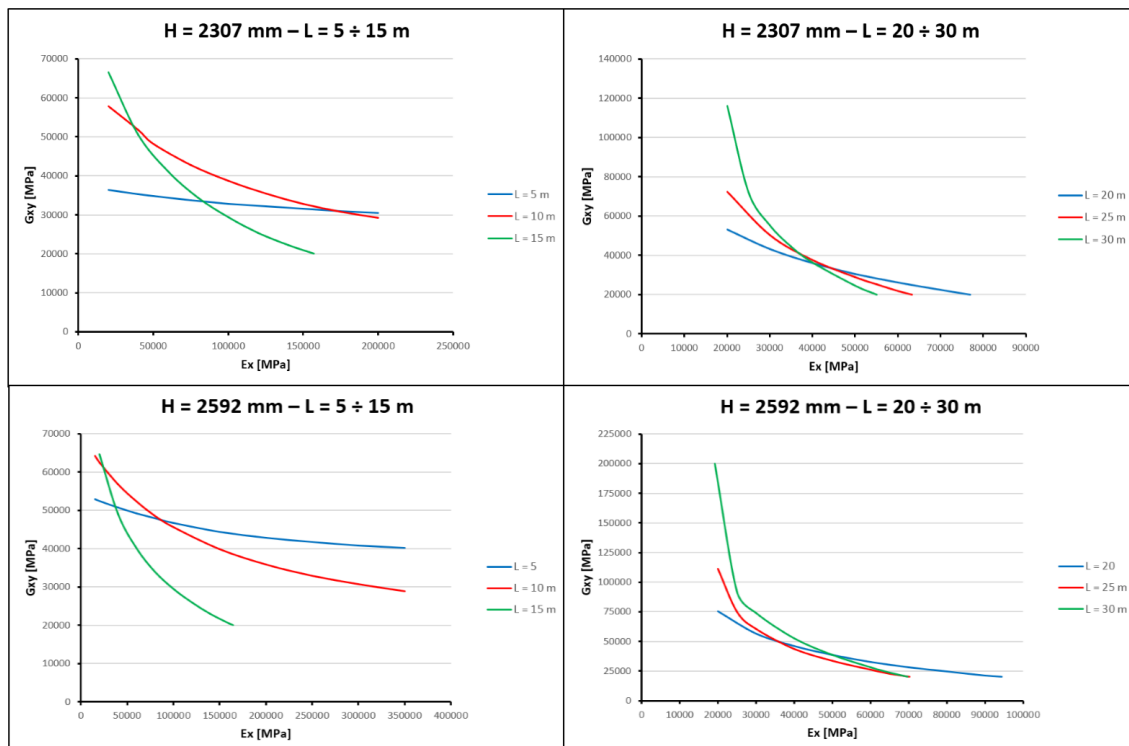 H = 2307 mm – L = 5 ÷ 15 m
70000
60000
50000
40000
30000
20000
10000
0
Gxy [MPa]
0 50000 100000 150000 200000 250000
Ex [MPa]
L = 5 m
L = 10 m
L = 15 m
H = 2307 mm – L = 20 ÷ 30 m
140000
120000
100000
80000
60000
40000
20000
0
Gxy [MPa]
0 10000 20000 30000 40000 50000 60000 70000 80000 90000
Ex [MPa]
L = 20 m
L = 25 m
L = 30 m
H = 2592 mm – L = 5 ÷ 15 m
70000
60000
50000
40000
30000
20000
10000
0
Gxy [MPa]
0 50000 100000 150000 200000 250000 300000 350000 400000
Ex [MPa]
L = 5
L = 10 m
L = 15 m
H = 2592 mm – L = 20 ÷ 30 m
225000
200000
175000
150000
125000
100000
75000
50000
25000
0
Gxy [MPa]
0 10000 20000 30000 40000 50000 60000 70000 80000 90000 100000
Ex [MPa]
L = 20
L = 25 m
L = 30 m